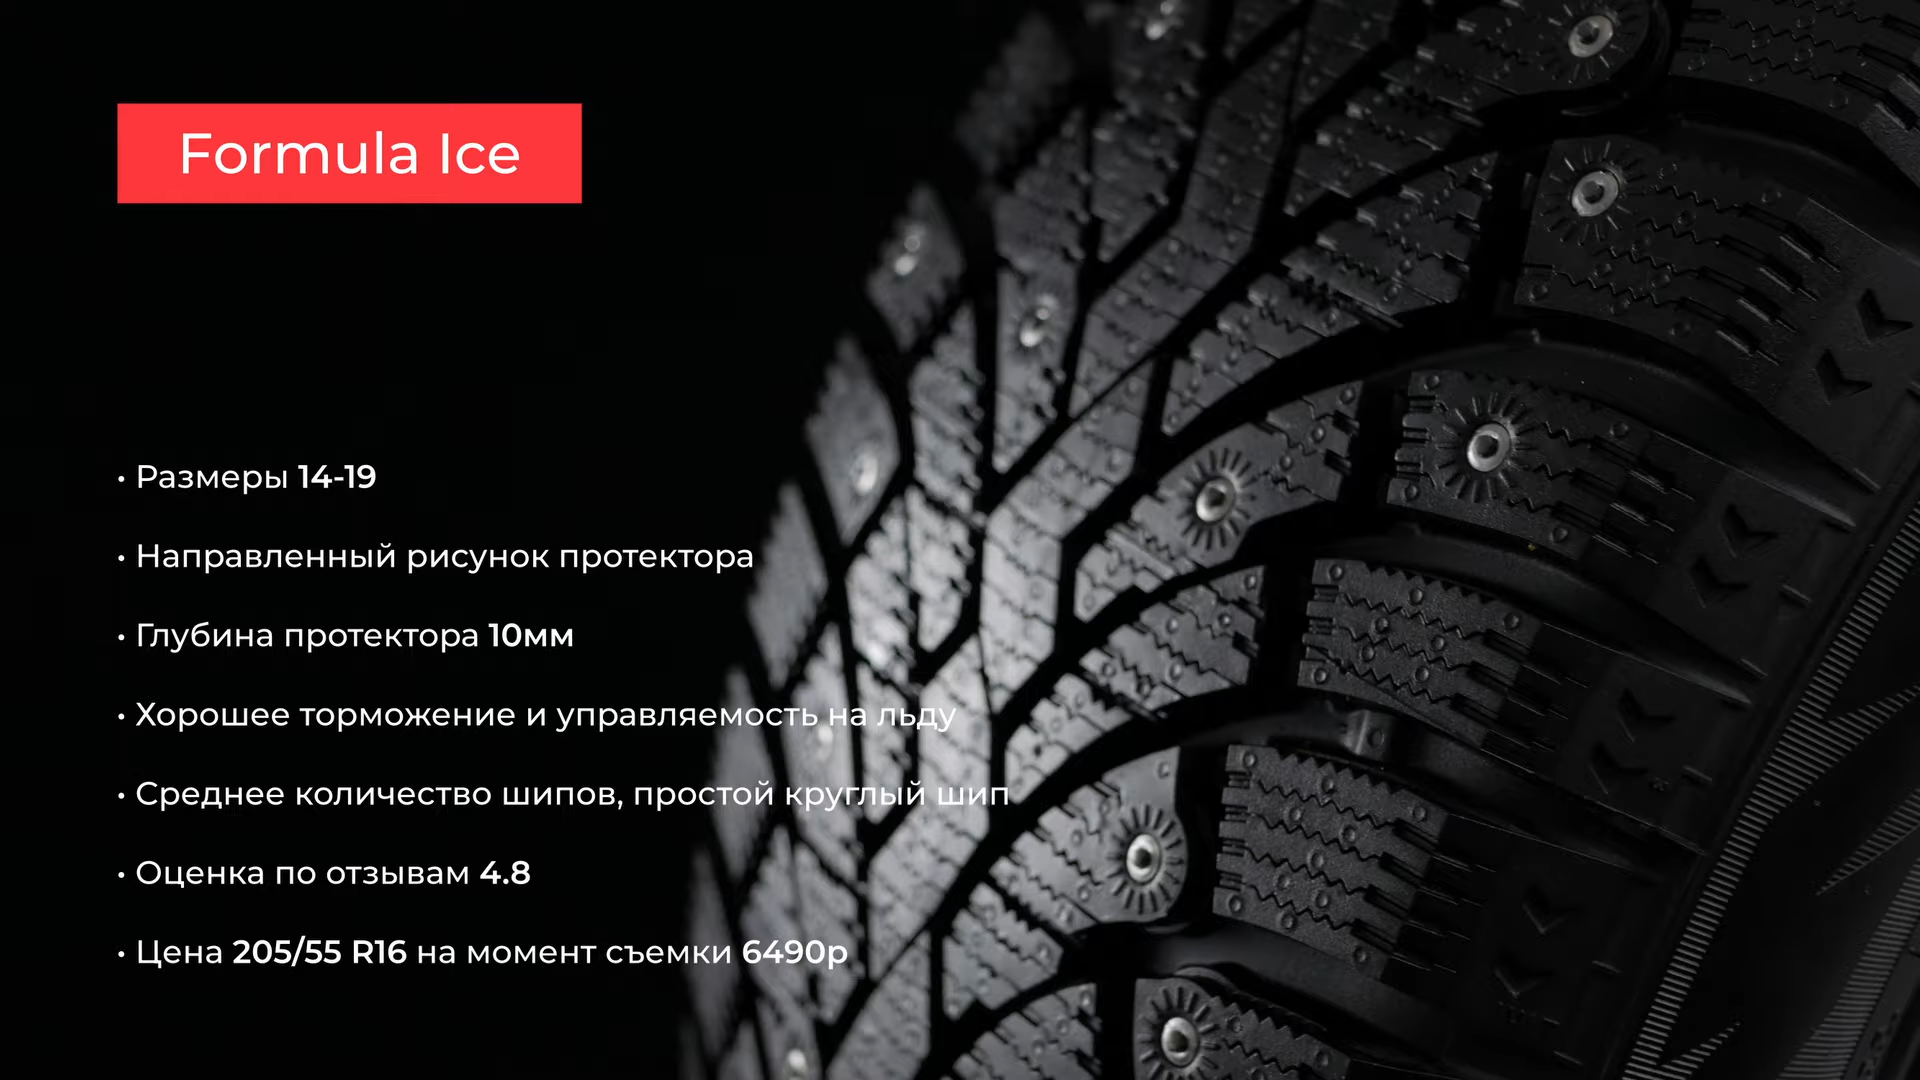 Formula Ice
• Размеры 14-19
• Направленный рисунок протектора
• Глубина протектора 10мм
• Хорошее торможение и управляемость на льду
• Среднее количество шипов, простой круглый шип
• Оценка по отзывам 4.8
• Цена 205/55 R16 на момент съемки 6490р